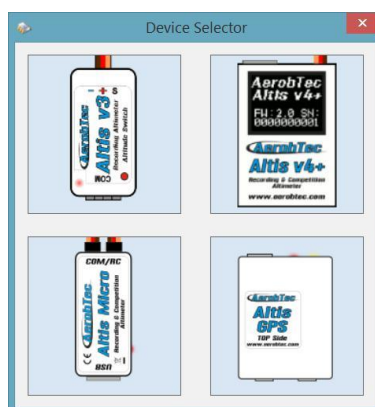 Device Selector
S + -
AerobTec
Altis v3
Recording Altimeter
Altitude Switch
COM
AerobTec
Altis v4+
FW:2.0 SN:
0000000001
AerobTec
Altis v4+
Recording & Competition
Altimeter
www.aerobtec.com
COM/RC
AerobTec
Altis Micro
Recording & Competition
Altimeter
CE
USB
AerobTec
Altis
GPS
TOP Side
www.aerobtec.com